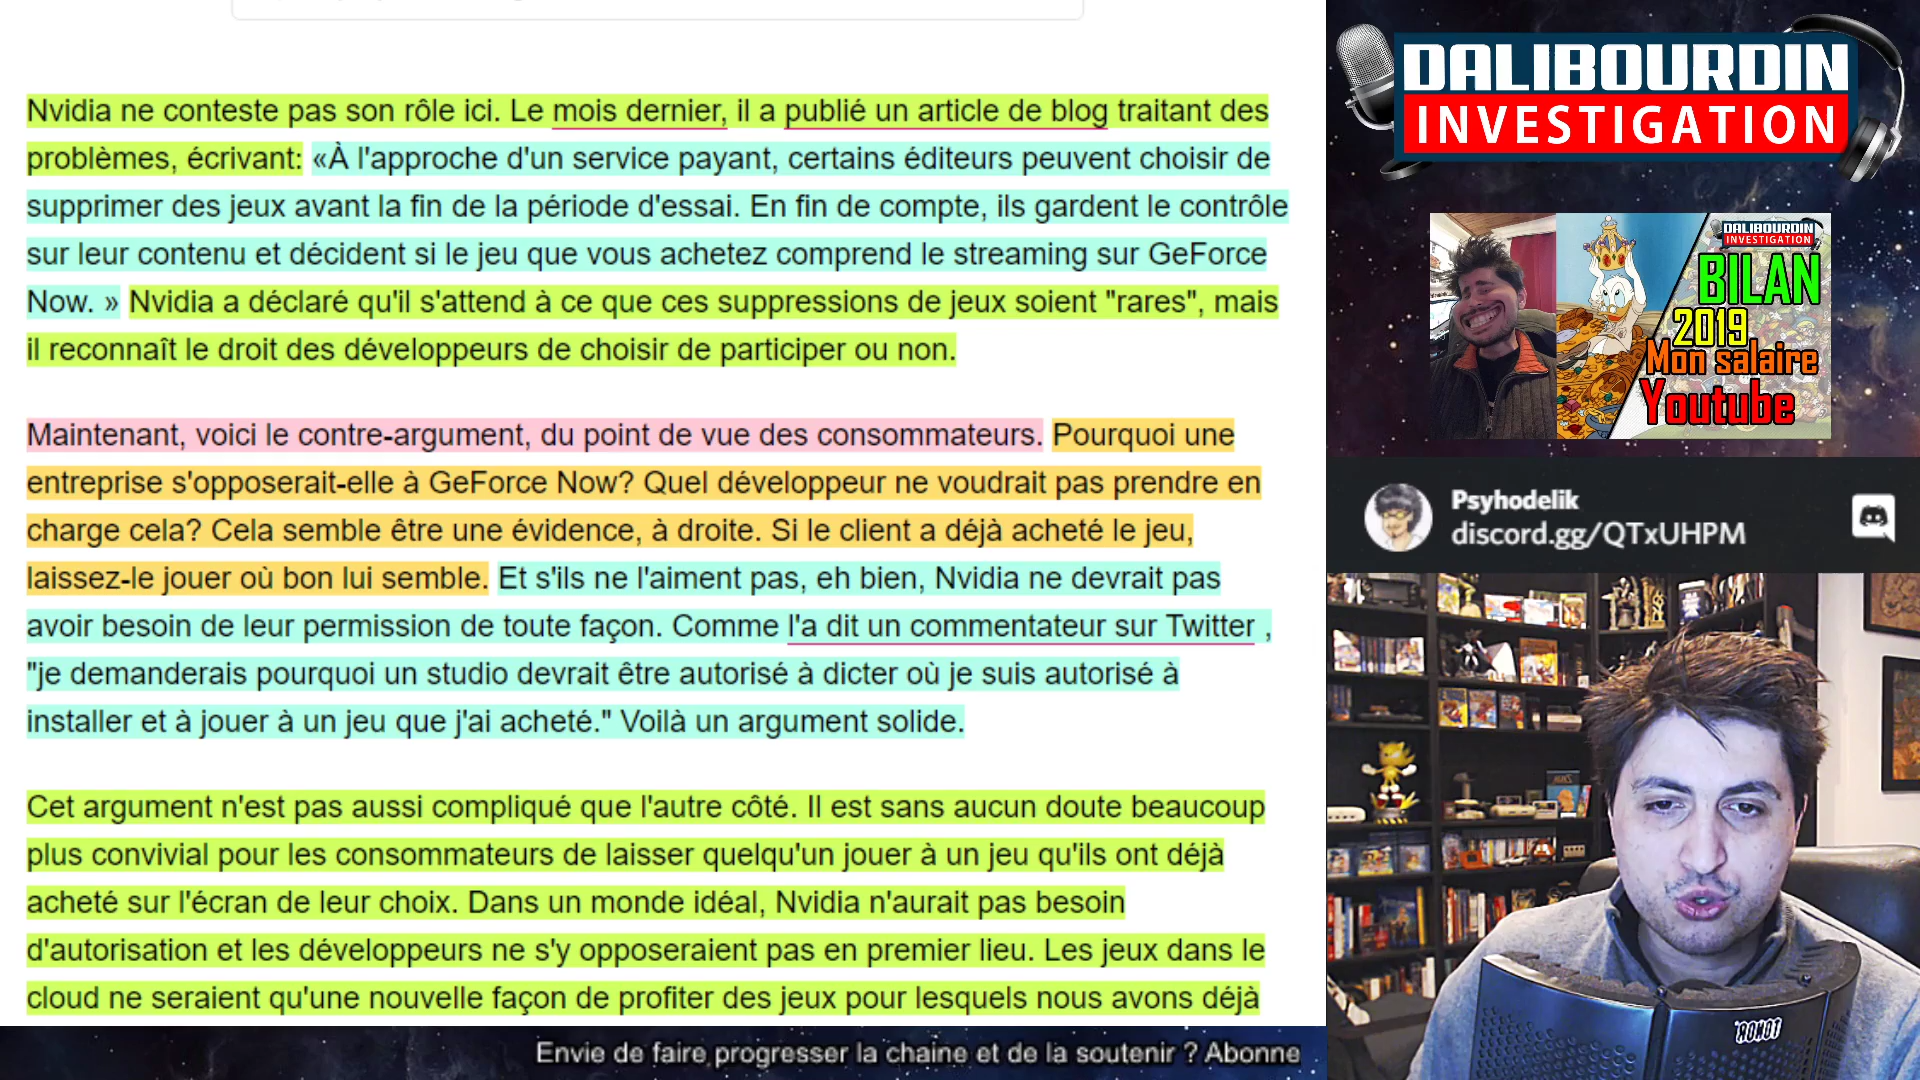 Nvidia ne conteste pas son rôle ici. Le mois dernier, il a publié un article de blog traitant des
problèmes, écrivant: «À l'approche d'un service payant, certains éditeurs peuvent choisir de
supprimer des jeux avant la fin de la période d'essai. En fin de compte, ils gardent le contrôle
sur leur contenu et décident si le jeu que vous achetez comprend le streaming sur GeForce
Now. » Nvidia a déclaré qu'il s'attend à ce que ces suppressions de jeux soient "rares", mais
il reconnaît le droit des développeurs de choisir de participer ou non.
Maintenant, voici le contre-argument, du point de vue des consommateurs. Pourquoi une
entreprise s'opposerait-elle à GeForce Now? Quel développeur ne voudrait pas prendre en
charge cela? Cela semble être une évidence, à droite. Si le client a déjà acheté le jeu,
laissez-le jouer où bon lui semble. Et s'ils ne l'aiment pas, eh bien, Nvidia ne devrait pas
avoir besoin de leur permission de toute façon. Comme l'a dit un commentateur sur Twitter ,
"je demanderais pourquoi un studio devrait être autorisé à dicter où je suis autorisé à
installer et à jouer à un jeu que j'ai acheté." Voilà un argument solide.
Cet argument n'est pas aussi compliqué que l'autre côté. Il est sans aucun doute beaucoup
plus convivial pour les consommateurs de laisser quelqu'un jouer à un jeu qu'ils ont déjà
acheté sur l'écran de leur choix. Dans un monde idéal, Nvidia n'aurait pas besoin
d'autorisation et les développeurs ne s'y opposeraient pas en premier lieu. Les jeux dans le
cloud ne seraient qu'une nouvelle façon de profiter des jeux pour lesquels nous avons déjà
Envie de faire progresser la chaine et de la soutenir ? Abonne
DALIBOURDIN
INVESTIGATION
DALIBOURDIN
INVESTIGATION
BILAN
2019
Mon salaire
Youtube
Psyhodelik
discord.gg/QTxUHPM